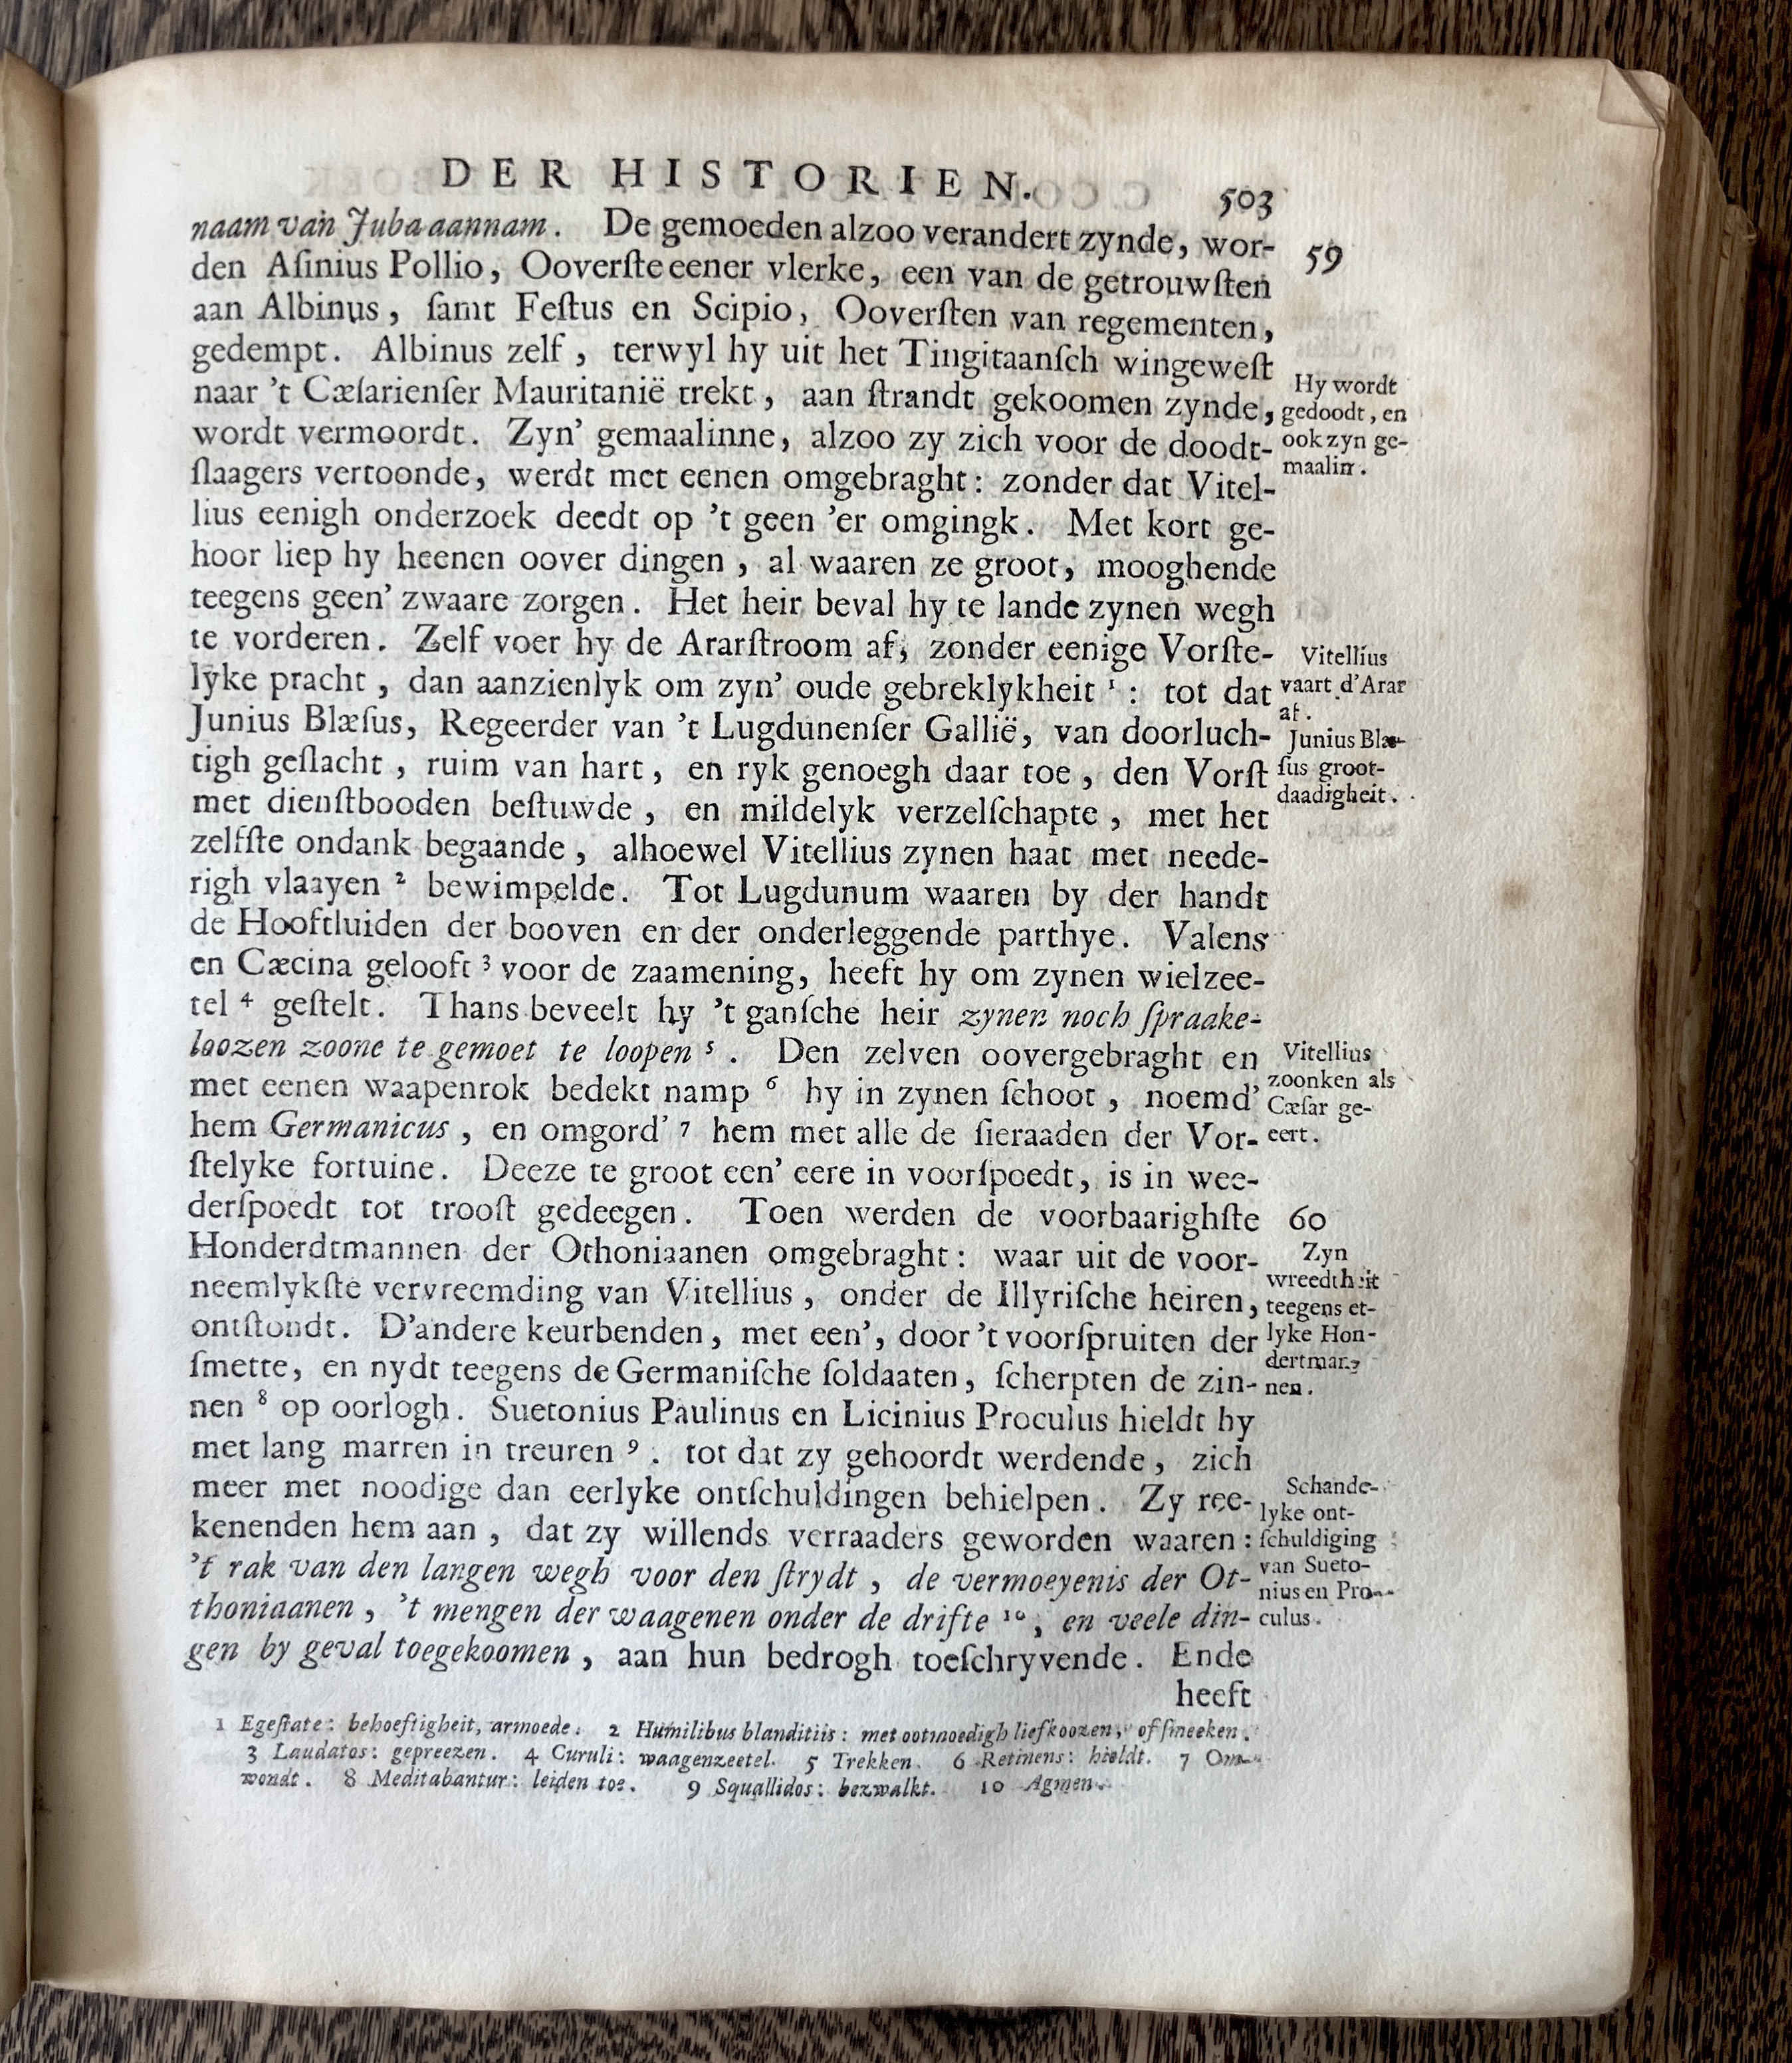 DER HISTORIEN. 503
naam van Juba aannam. De gemoeden alzoo verandert zynde, wor-
den Aſinius Pollio, Ooverſte eener vlerke, een van de getrouwſten
aan Albinus, ſamt Feſtus en Scipio, Ooverſten van regementen,
gedempt. Albinus zelf, terwyl hy uit het Tingitaanſch wingeweſt
naar 't Cæſarienſer Mauritanië trekt, aan ſtrandt gekoomen zynde,
wordt vermoordt. Zyn' gemaalinne, alzoo zy zich voor de doodt-
ſlaagers vertoonde, werdt met eenen omgebraght: zonder dat Vitel-
lius eenigh onderzoek deedt op 't geen 'er omgingk. Met kort ge-
hoor liep hy heenen oover dingen, al waaren ze groot, mooghende
teegens geen' zwaare zorgen. Het heir beval hy te lande zynen wegh
te vorderen. Zelf voer hy de Ararſtroom af, zonder eenige Vorſte-
lyke pracht, dan aanzienlyk om zyn' oude gebreklykheit 1: tot dat
Junius Blæſus, Regeerder van 't Lugdunenſer Gallië, van doorluch-
tigh geſlacht, ruim van hart, en ryk genoegh daar toe, den Vorſt
met dienſtbooden beſtuwde, en mildelyk verzelſchapte, met het
zelfſte ondank begaande, alhoewel Vitellius zynen haat met neede-
righ vlaayen 2 bewimpelde. Tot Lugdunum waaren by der handt
de Hooftluiden der booven en der onderleggende parthye. Valens
en Cæcina gelooft 3 voor de zaamening, heeft hy om zynen wielzee-
tel 4 geſtelt. Thans beveelt hy 't ganſche heir zynen noch ſpraake-
loozen zoone te gemoet te loopen 5. Den zelven oovergebraght en
met eenen waapenrok bedekt namp 6 hy in zynen ſchoot, noemd'
hem Germanicus, en omgord' 7 hem met alle de ſieraaden der Vor-
ſtelyke fortuine. Deeze te groot een' eere in voorſpoedt, is in wee-
derſpoedt tot trooſt gedeegen. Toen werden de voorbaarighſte
Honderdtmannen der Othoniaanen omgebraght: waar uit de voor-
neemlykſte vervreemding van Vitellius, onder de Illyriſche heiren,
ontſtondt. D'andere keurbenden, met een', door 't voorſpruiten der
ſmette, en nydt teegens de Germaniſche ſoldaaten, ſcherpten de zin-
nen 8 op oorlogh. Suetonius Paulinus en Licinius Proculus hieldt hy
met lang marren in treuren 9: tot dat zy gehoordt werdende, zich
meer met noodige dan eerlyke ontſchuldingen behielpen. Zy ree-
kenenden hem aan, dat zy willends verraaders geworden waaren:
't rak van den langen wegh voor den ſtrydt, de vermoeyenis der Ot-
thoniaanen, 't mengen der waagenen onder de drifte 10, en veele din-
gen by geval toegekoomen, aan hun bedrogh toeſchryvende. Ende
heeft
59
Hy wordt
gedoodt, en
ook zyn ge-
maalin.
Vitellius
vaart d'Arar
af.
Junius Blæ-
ſus groot-
daadigheit.
Vitellius
zoonken als
Cæſar ge-
eert.
60
Zyn
wreedtheit
teegens et-
lyke Hon-
dertman-
nen.
Schande-
lyke ont-
ſchuldiging
van Sueto-
nius en Pro-
culus.
1 Egeſtate: behoeftigheit, armoede. 2 Humilibus blanditiis: met ootmoedigh liefkoozen, of ſmeeken.
3 Laudatos: gepreezen. 4 Curuli: waagenzeetel. 5 Trekken. 6 Retinens: hieldt. 7 Om-
wondt. 8 Meditabantur: leiden toe. 9 Squallidos: bezwalkt. 10 Agmen.